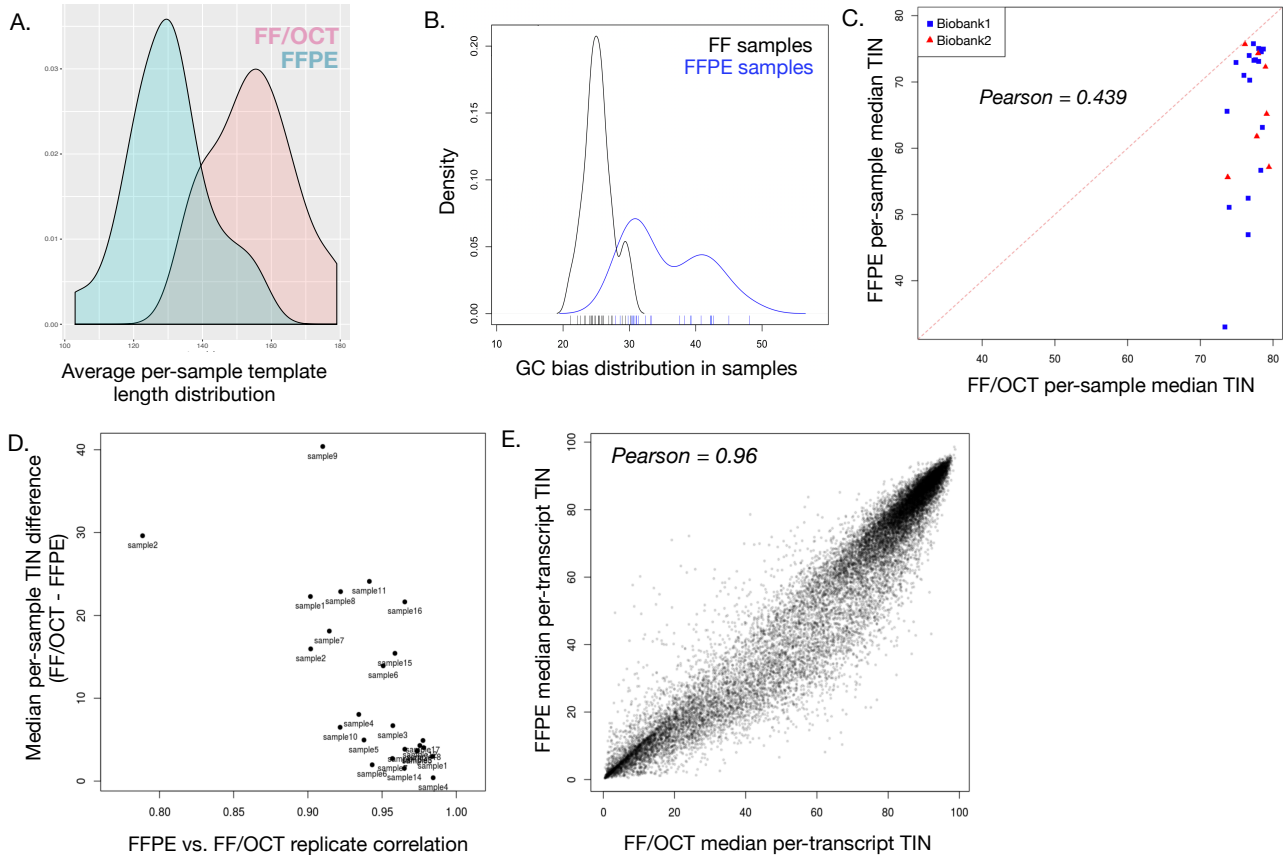 A.
FF/OCT
FFPE
0.03
0.02
0.01
0.00
100
120
140
160
180
Average per-sample template
length distribution
B.
FF samples
FFPE samples
Density
0.20
0.15
0.10
0.05
0.00
20
30
40
50
GC bias distribution in samples
C.
Biobank1
Biobank2
Pearson = 0.439
FFPE per-sample median TIN
80
70
60
50
40
40
50
60
70
80
FF/OCT per-sample median TIN
D.
Median per-sample TIN difference
(FF/OCT - FFPE)
40
30
20
10
0
sample9
sample2
sample11
sample8
sample1
sample16
sample7
sample2
sample15
sample6
sample4
sample10
sample3
sample5
sample17
sample1
sample6
sample14
sample4
0.80
0.85
0.90
0.95
1.00
FFPE vs. FF/OCT replicate correlation
E.
Pearson = 0.96
FFPE median per-transcript TIN
100
80
60
40
20
0
0
20
40
60
80
100
FF/OCT median per-transcript TIN